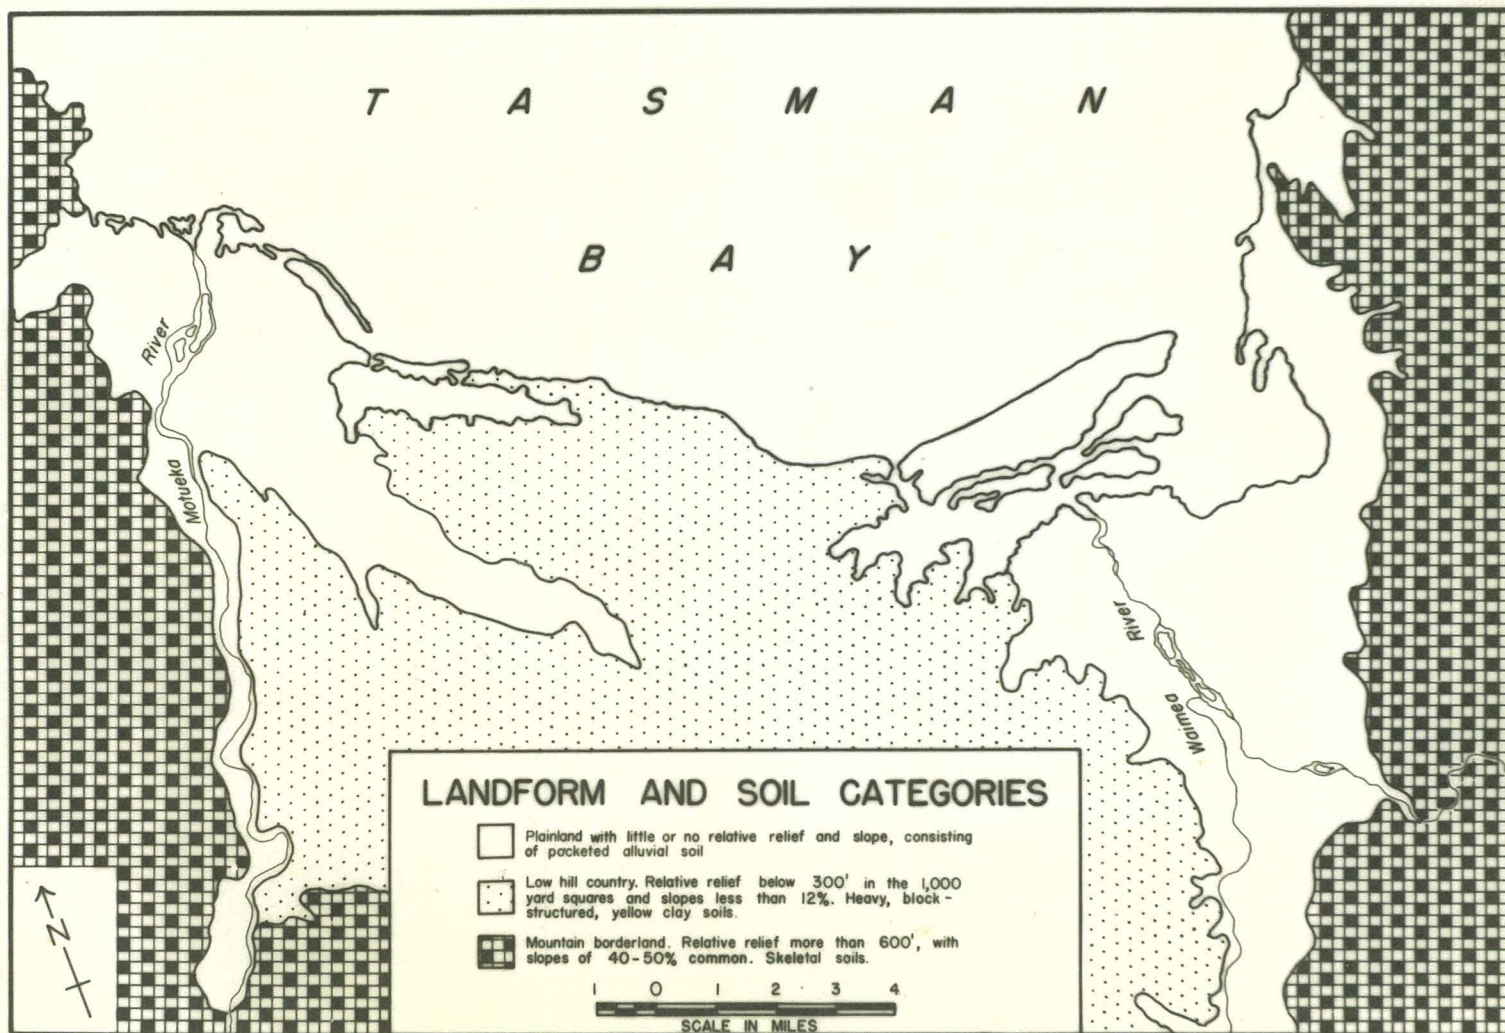 T A S M A N
B A Y
River
Motueka
River
Waimea
LANDFORM AND SOIL CATEGORIES
Plainland with little or no relative relief and slope, consisting
of pocketed alluvial soil
Low hill country. Relative relief below 300' in the 1,000
yard squares and slopes less than 12%. Heavy, block-
structured, yellow clay soils.
Mountain borderland. Relative relief more than 600', with
slopes of 40-50% common. Skeletal soils.
1 0 1 2 3 4
SCALE IN MILES
N